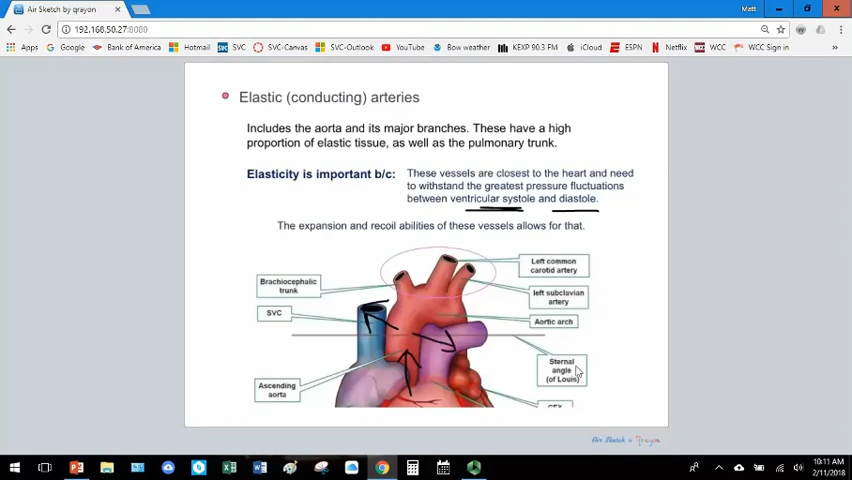 Air Sketch by qrayon
Matt
192.168.50.27:8080
Apps Google Bank of America Hotmail SVC SVC-Canvas SVC-Outlook YouTube Bow weather KEXP 90.3 FM iCloud ESPN Netflix WCC WCC Sign in
Elastic (conducting) arteries
Includes the aorta and its major branches. These have a high
proportion of elastic tissue, as well as the pulmonary trunk.
Elasticity is important b/c:
These vessels are closest to the heart and need
to withstand the greatest pressure fluctuations
between ventricular systole and diastole.
The expansion and recoil abilities of these vessels allows for that.
Left common
carotid artery
Brachiocephalic
trunk
left subclavian
artery
SVC
Aortic arch
Sternal
angle
(of Louis)
Ascending
aorta
Air Sketch
Qrayon
10:11 AM
2/11/2018